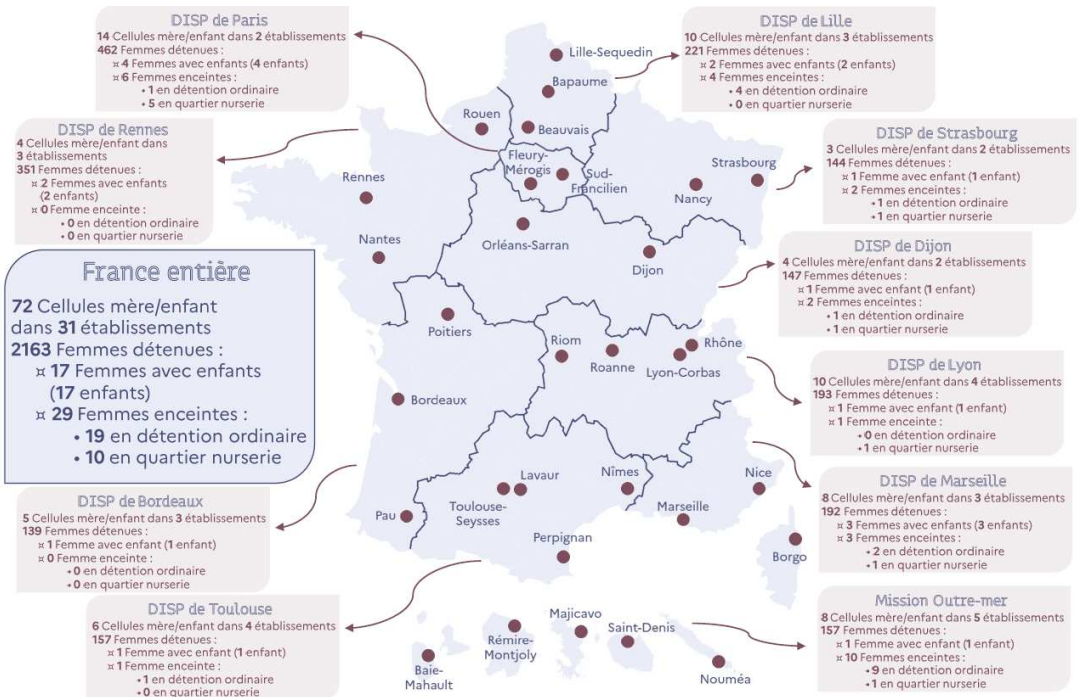 DISP de Paris
14 Cellules mère/enfant dans 2 établissements
462 Femmes détenues :
¤ 4 Femmes avec enfants (4 enfants)
¤ 6 Femmes enceintes :
• 1 en détention ordinaire
• 5 en quartier nurserie
DISP de Lille
10 Cellules mère/enfant dans 3 établissements
221 Femmes détenues :
¤ 2 Femmes avec enfants (2 enfants)
¤ 4 Femmes enceintes :
• 4 en détention ordinaire
• 0 en quartier nurserie
DISP de Rennes
4 Cellules mère/enfant dans
3 établissements
351 Femmes détenues :
¤ 2 Femmes avec enfants
(2 enfants)
¤ 0 Femme enceinte :
• 0 en détention ordinaire
• 0 en quartier nurserie
DISP de Strasbourg
3 Cellules mère/enfant dans 2 établissements
144 Femmes détenues :
¤ 1 Femme avec enfant (1 enfant)
¤ 2 Femmes enceintes :
• 1 en détention ordinaire
• 1 en quartier nurserie
France entière
72 Cellules mère/enfant
dans 31 établissements
2163 Femmes détenues :
¤ 17 Femmes avec enfants
(17 enfants)
¤ 29 Femmes enceintes :
• 19 en détention ordinaire
• 10 en quartier nurserie
DISP de Dijon
4 Cellules mère/enfant dans 2 établissements
147 Femmes détenues :
¤ 1 Femme avec enfant (1 enfant)
¤ 2 Femmes enceintes :
• 1 en détention ordinaire
• 1 en quartier nurserie
DISP de Lyon
10 Cellules mère/enfant dans 4 établissements
193 Femmes détenues :
¤ 1 Femme avec enfant (1 enfant)
¤ 1 Femme enceinte :
• 0 en détention ordinaire
• 1 en quartier nurserie
DISP de Bordeaux
5 Cellules mère/enfant dans 3 établissements
139 Femmes détenues :
¤ 1 Femme avec enfant (1 enfant)
¤ 0 Femme enceinte :
• 0 en détention ordinaire
• 0 en quartier nurserie
DISP de Marseille
8 Cellules mère/enfant dans 3 établissements
192 Femmes détenues :
¤ 3 Femmes avec enfants (3 enfants)
¤ 3 Femmes enceintes :
• 2 en détention ordinaire
• 1 en quartier nurserie
DISP de Toulouse
6 Cellules mère/enfant dans 4 établissements
157 Femmes détenues :
¤ 1 Femme avec enfant (1 enfant)
¤ 1 Femme enceinte :
• 1 en détention ordinaire
• 0 en quartier nurserie
Mission Outre-mer
8 Cellules mère/enfant dans 5 établissements
157 Femmes détenues :
¤ 1 Femme avec enfant (1 enfant)
¤ 10 Femmes enceintes :
• 9 en détention ordinaire
• 1 en quartier nurserie
Lille-Sequedin
Bapaume
Rouen
Beauvais
Fleury-
Mérogis
Sud-
Francilien
Strasbourg
Nancy
Rennes
Nantes
Orléans-Sarran
Dijon
Poitiers
Riom
Roanne
Rhône
Lyon-Corbas
Bordeaux
Pau
Lavaur
Toulouse-
Seysses
Nîmes
Perpignan
Marseille
Nice
Borgo
Baie-
Mahault
Rémire-
Montjoly
Majicavo
Saint-Denis
Nouméa